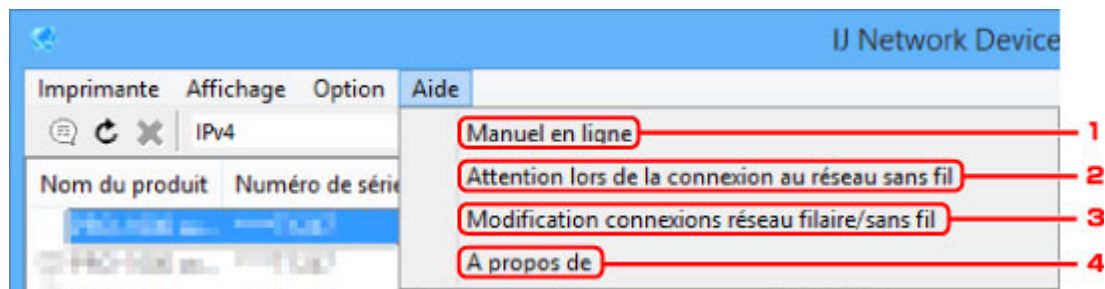 IJ Network Device
Imprimante Affichage Option Aide
IPv4
Manuel en ligne 1
Nom du produit Numéro de série
Attention lors de la connexion au réseau sans fil 2
Modification connexions réseau filaire/sans fil 3
A propos de 4